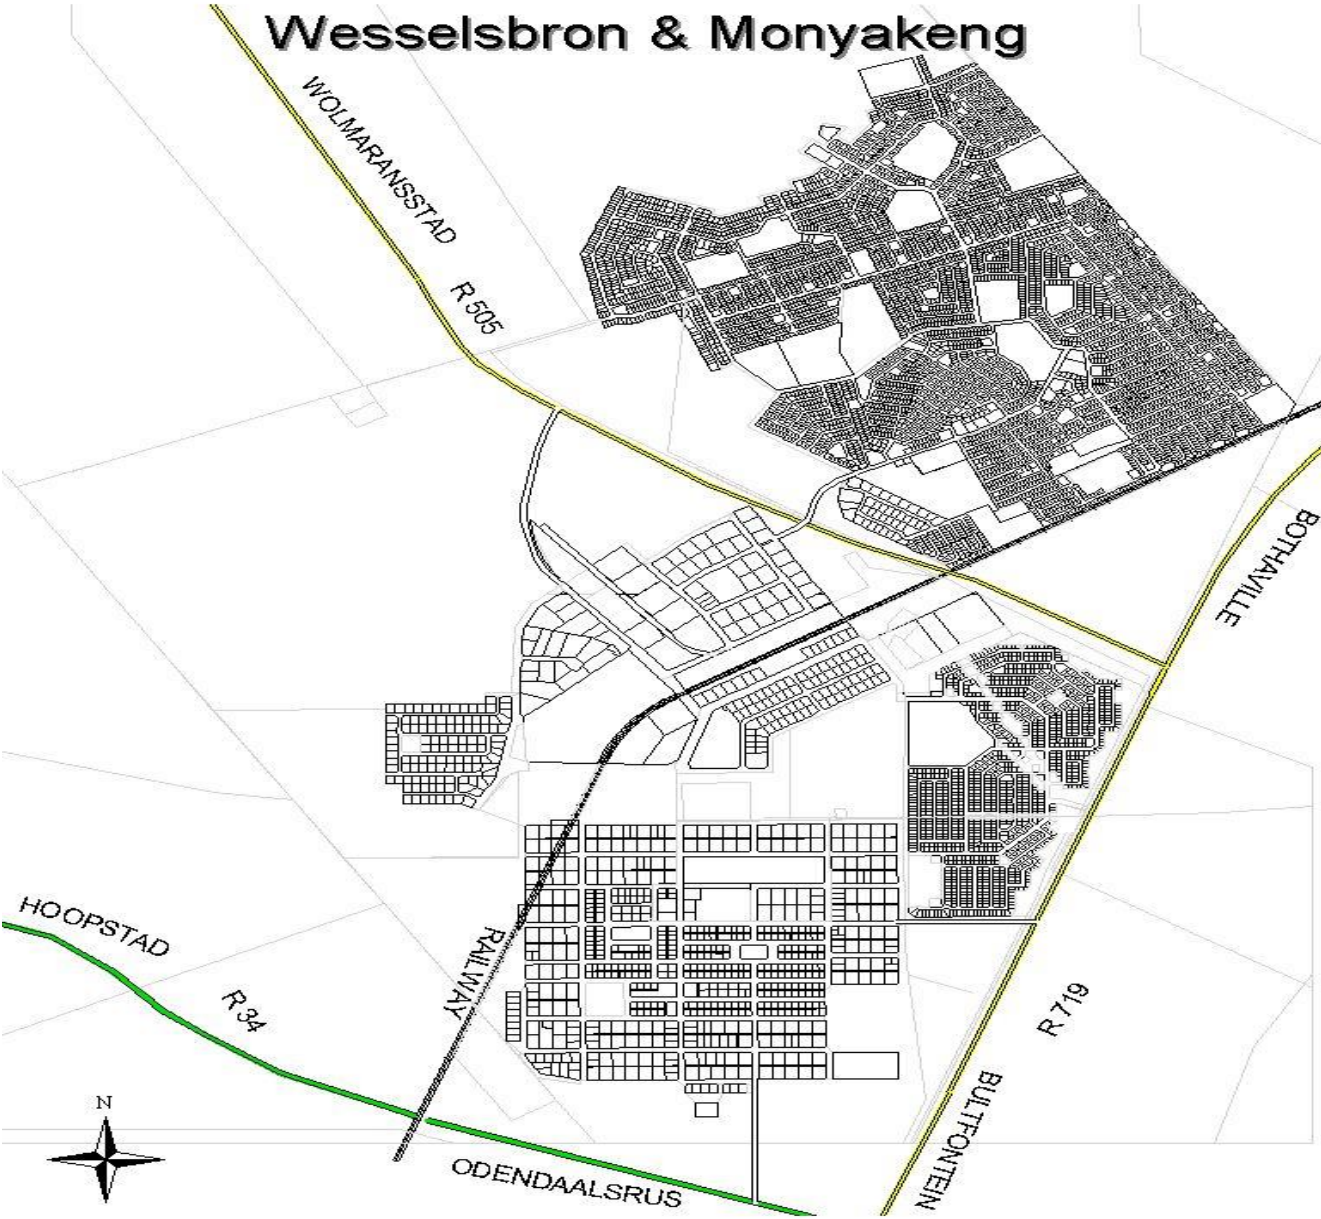 Wesselsbron & Monyakeng
WOLMARANSSTAD
R 505
BOTHAVILLE
HOOPSTAD
R 34
RAILWAY
R 719
BULTFONTEIN
N
ODENDAALSRUS